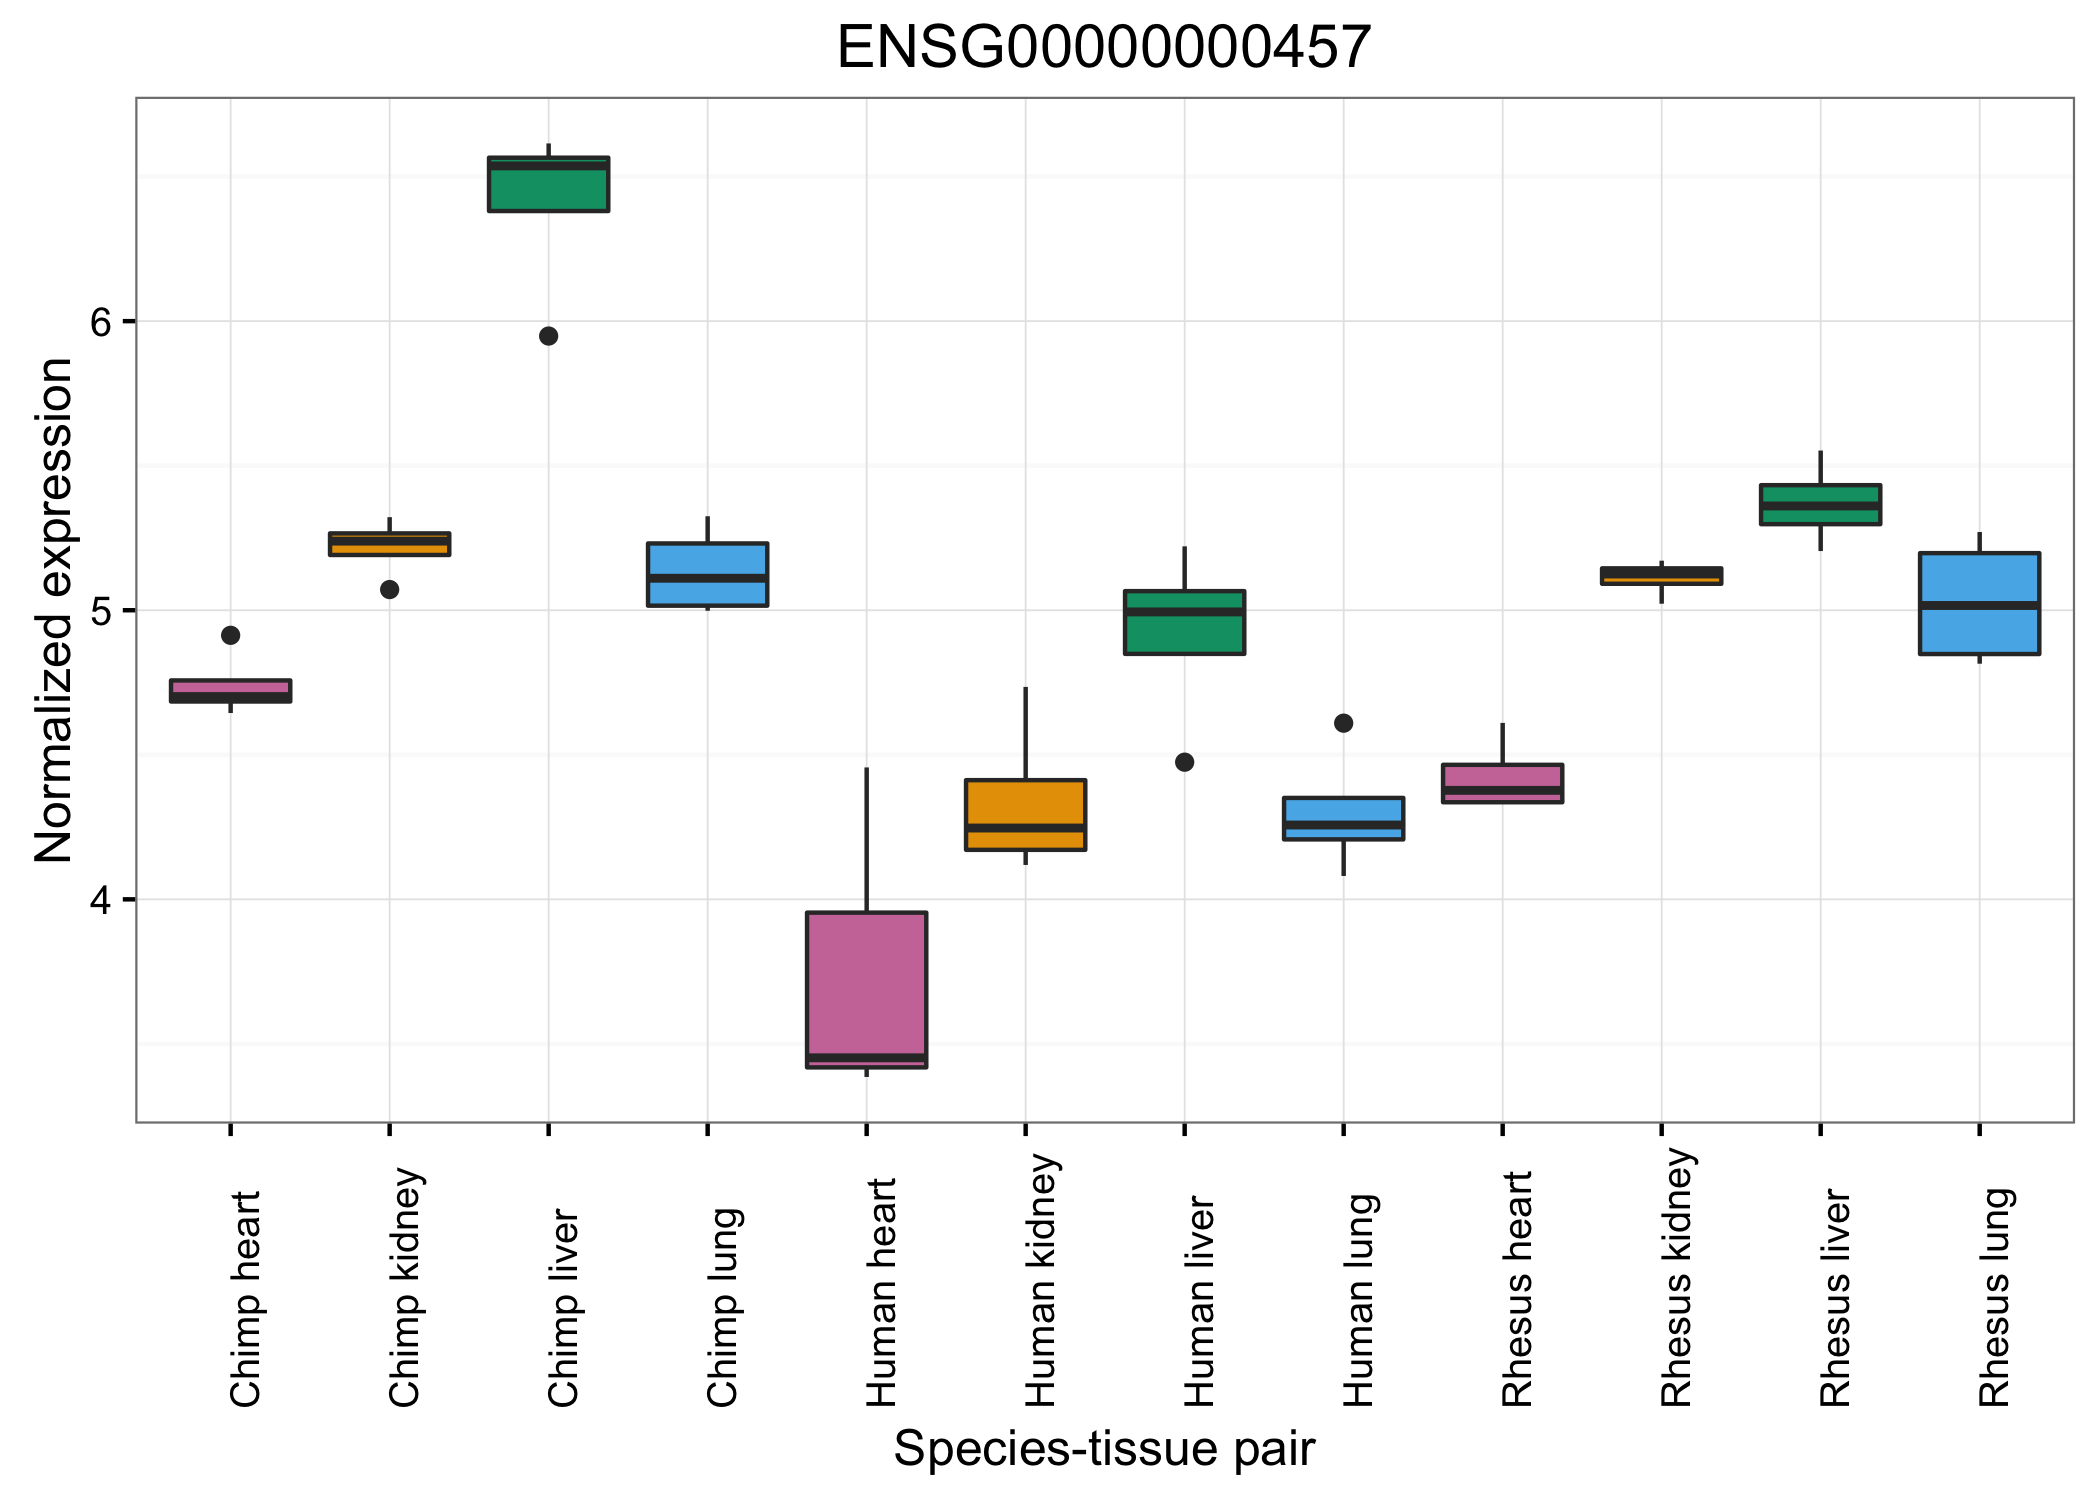 ENSG00000000457
Normalized expression
6
5
4
Chimp heart
Chimp kidney
Chimp liver
Chimp lung
Human heart
Human kidney
Human liver
Human lung
Rhesus heart
Rhesus kidney
Rhesus liver
Rhesus lung
Species-tissue pair